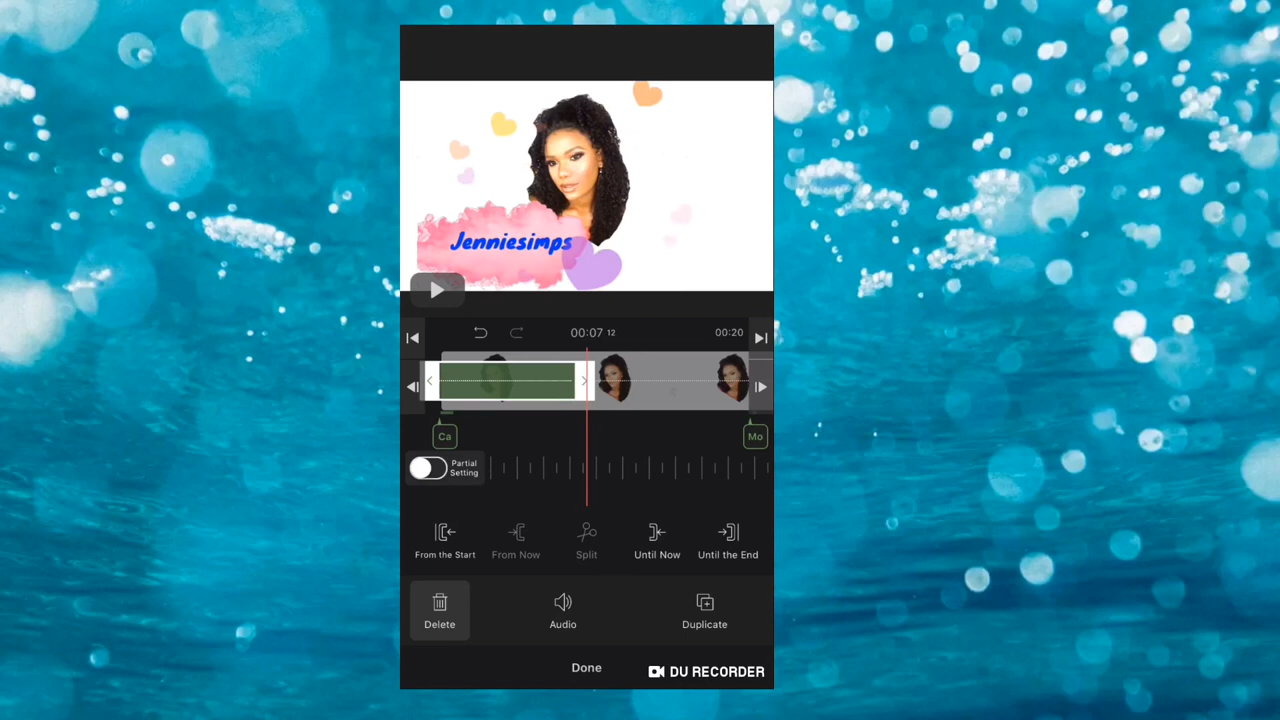 Jenniesimps
00:07 12
00:20
Ca
Mo
Partial
Setting
From the Start
From Now
Split
Until Now
Until the End
Delete
Audio
Duplicate
Done
DU RECORDER